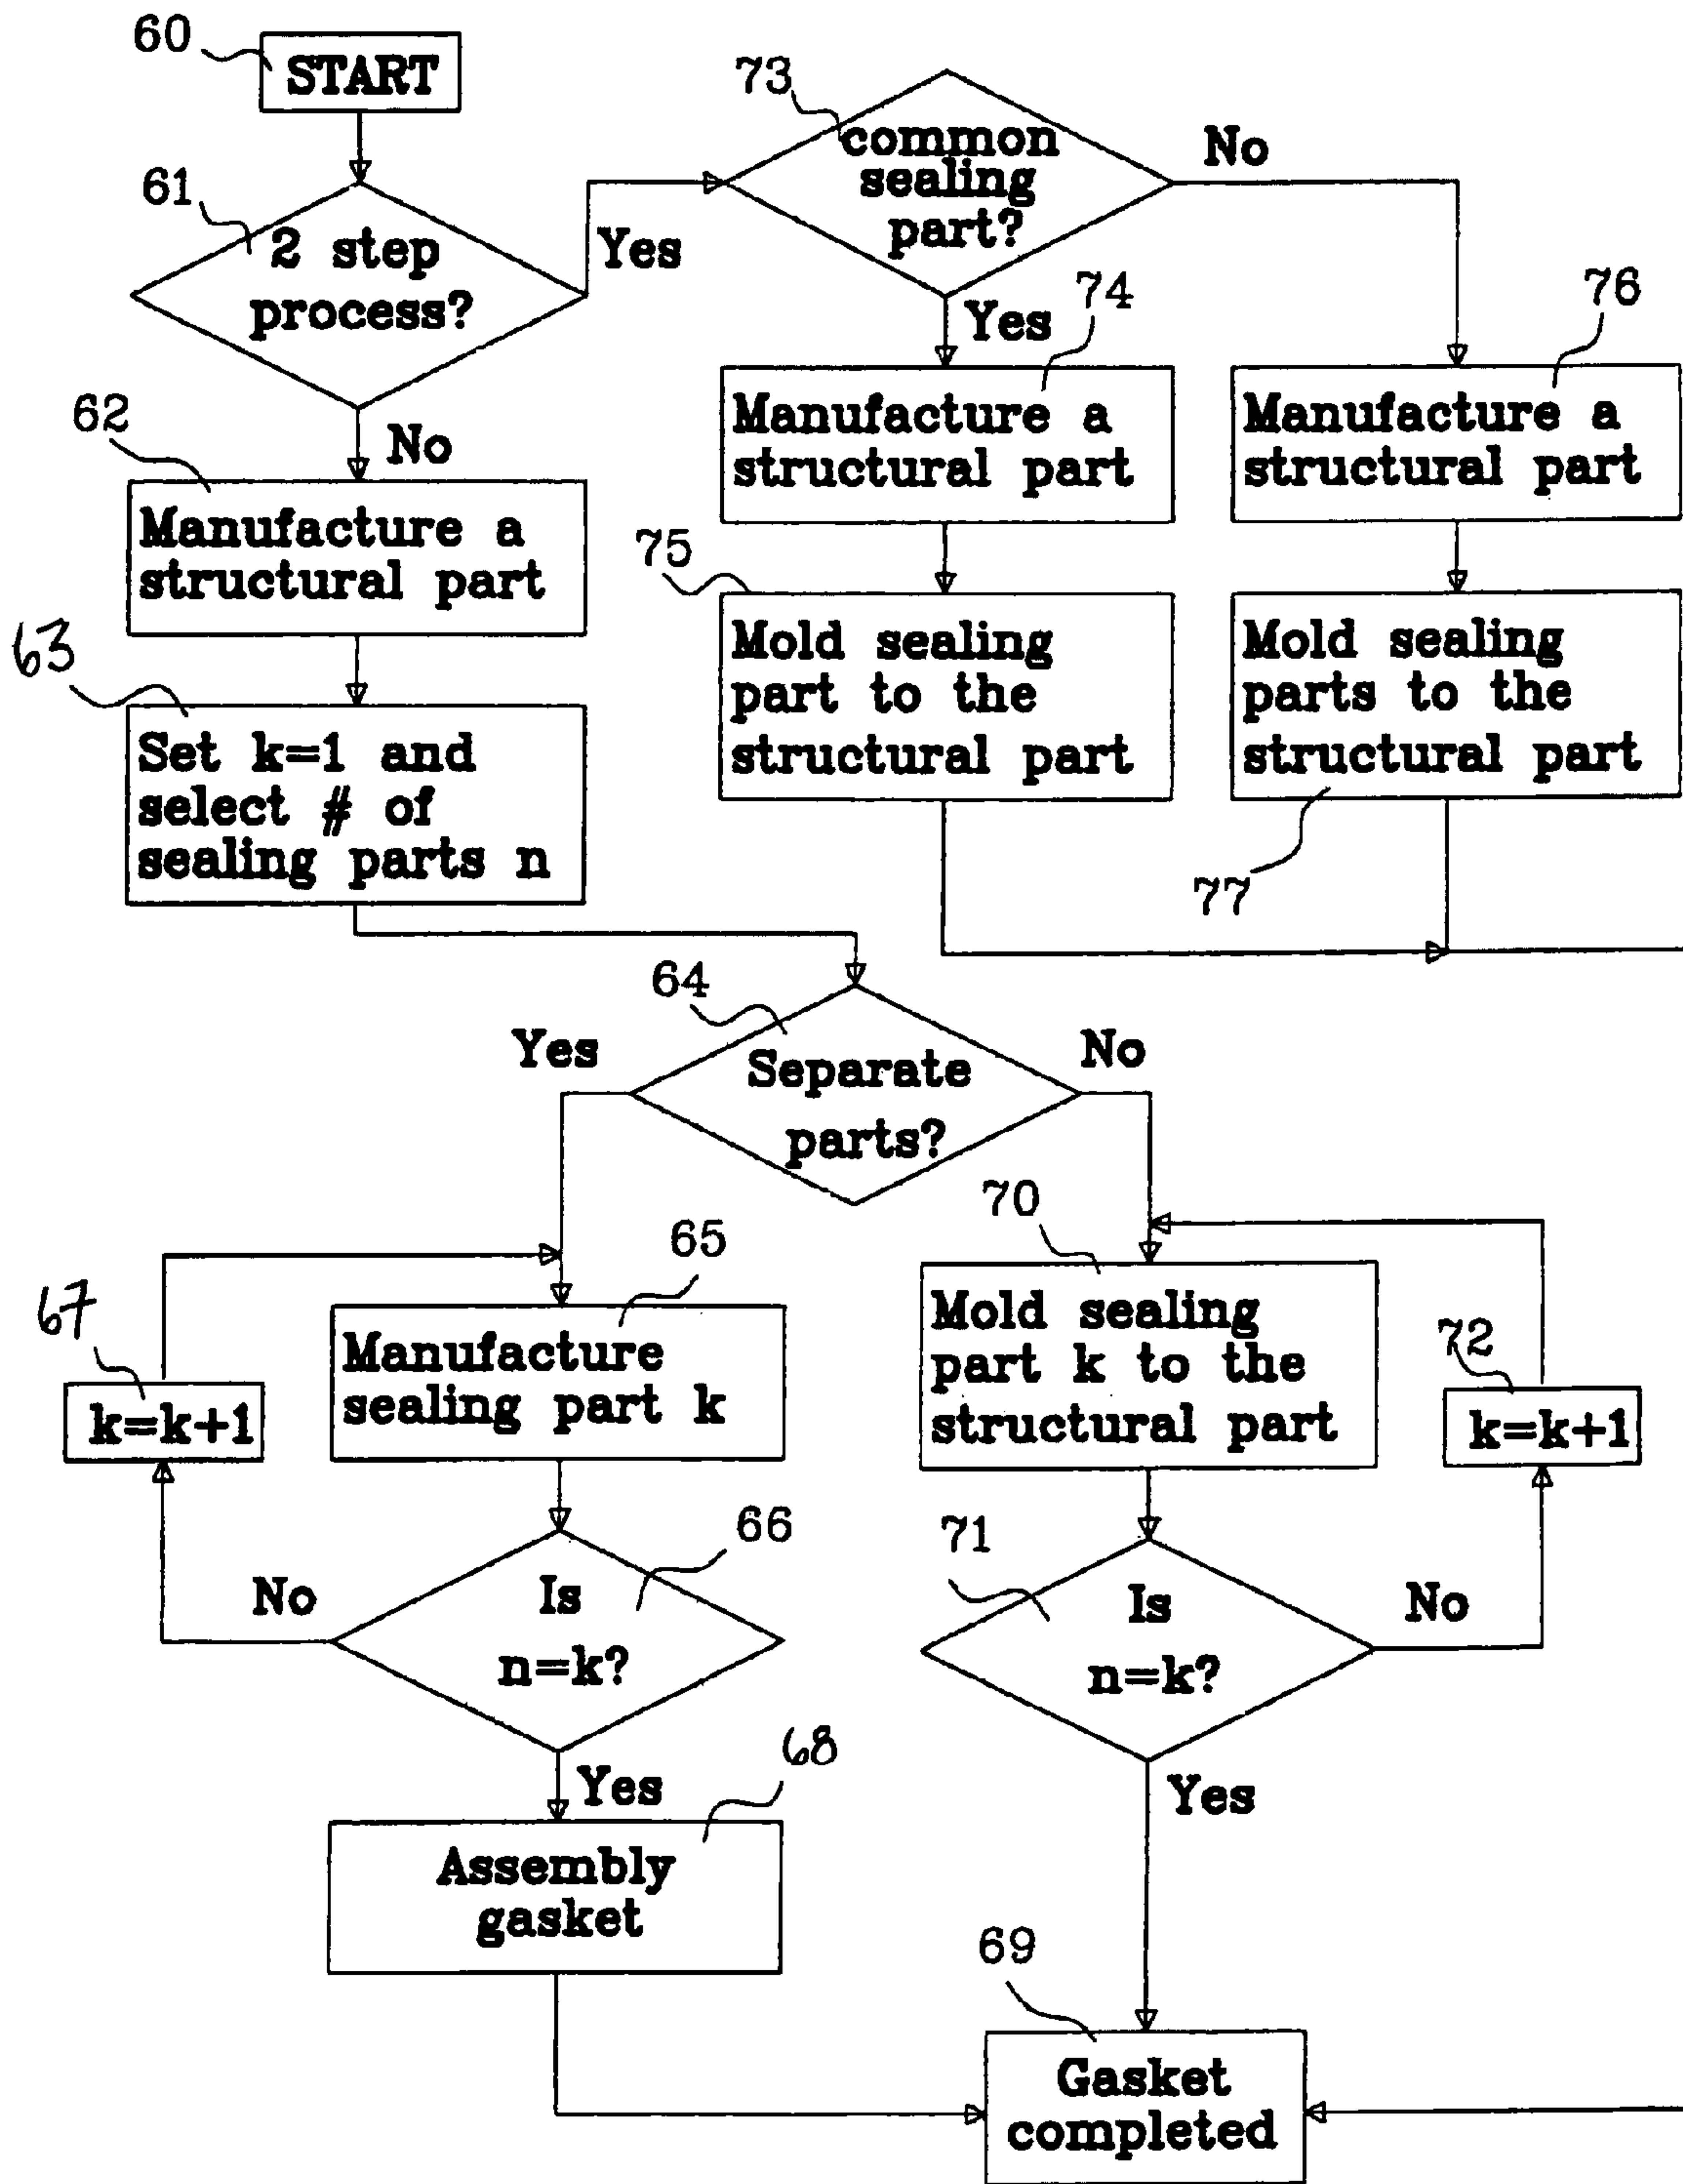 60
START
61
2 step
process?
Yes
No
62
Manufacture a
structural part
63
Set k=1 and
select # of
sealing parts n
73
common
sealing
part?
No
Yes
74
Manufacture a
structural part
75
Mold sealing
part to the
structural part
76
Manufacture a
structural part
Mold sealing
parts to the
structural part
77
64
Separate
parts?
Yes
No
65
Manufacture
sealing part k
67
k=k+1
66
Is
n=k?
No
Yes
68
Assembly
gasket
70
Mold sealing
part k to the
structural part
72
k=k+1
71
Is
n=k?
No
Yes
69
Gasket
completed